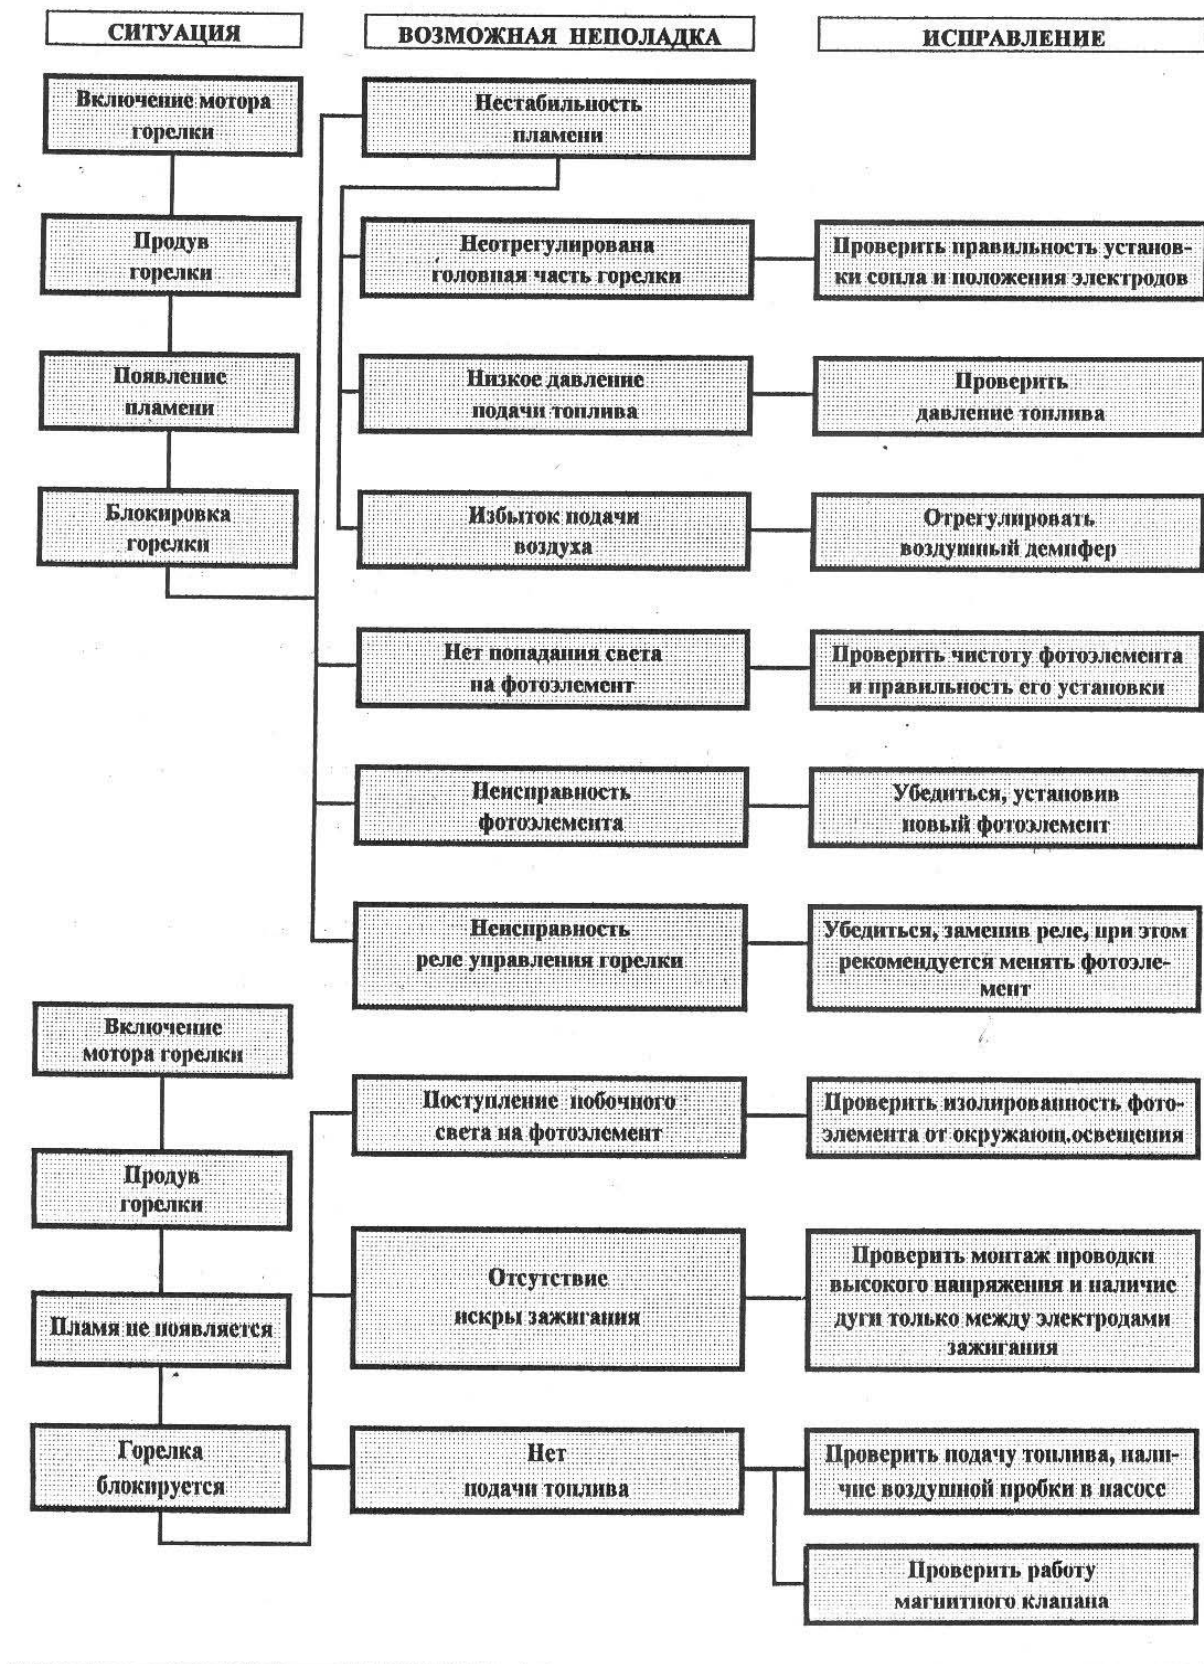 СИТУАЦИЯ
ВОЗМОЖНАЯ НЕПОЛАДКА
ИСПРАВЛЕНИЕ
Включение мотора
горелки
Продув
горелки
Появление
пламени
Блокировка
горелки
Нестабильность
пламени
Неотрегулирована
головная часть горелки
Проверить правильность установ-
ки сопла и положения электродов
Низкое давление
подачи топлива
Проверить
давление топлива
Избыток подачи
воздуха
Отрегулировать
воздушный демпфер
Нет попадания света
на фотоэлемент
Проверить чистоту фотоэлемента
и правильность его установки
Неисправность
фотоэлемента
Убедиться, установив
новый фотоэлемент
Неисправность
реле управления горелки
Убедиться, заменив реле, при этом
рекомендуется менять фотоэле-
мент
Включение
мотора горелки
Продув
горелки
Пламя не появляется
Горелка
блокируется
Поступление побочного
света на фотоэлемент
Проверить изолированность фото-
элемента от окружающ.освещения
Отсутствие
искры зажигания
Проверить монтаж проводки
высокого напряжения и наличие
дуги только между электродами
зажигания
Нет
подачи топлива
Проверить подачу топлива, нали-
чие воздушной пробки в насосе
Проверить работу
магнитного клапана